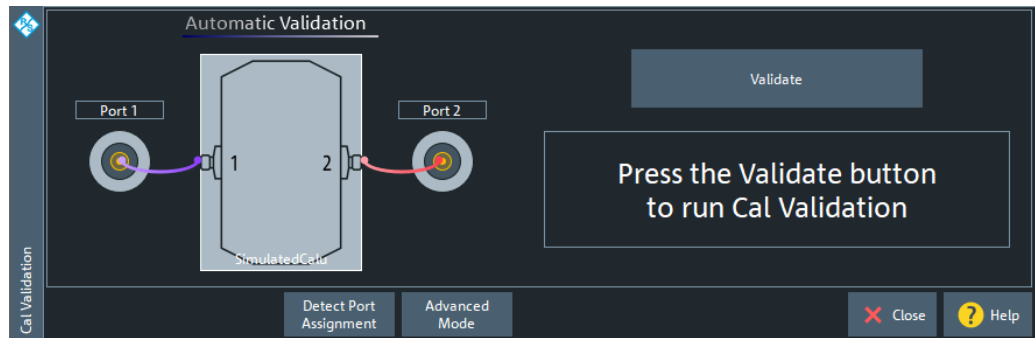 Automatic Validation
Port 1
Port 2
1
2
SimulatedCalu
Validate
Press the Validate button
to run Cal Validation
Cal Validation
Detect Port
Assignment
Advanced
Mode
Close
? Help
R&S